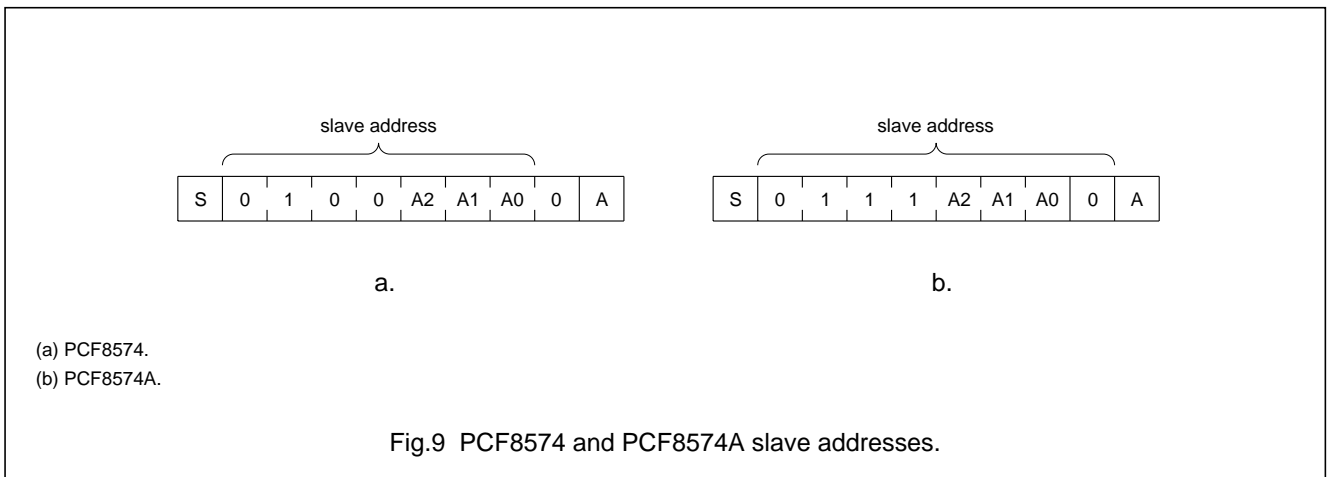 slave address
S 0 1 0 0 A2 A1 A0 0 A
a.
slave address
S 0 1 1 1 A2 A1 A0 0 A
b.
(a) PCF8574.
(b) PCF8574A.
Fig.9 PCF8574 and PCF8574A slave addresses.